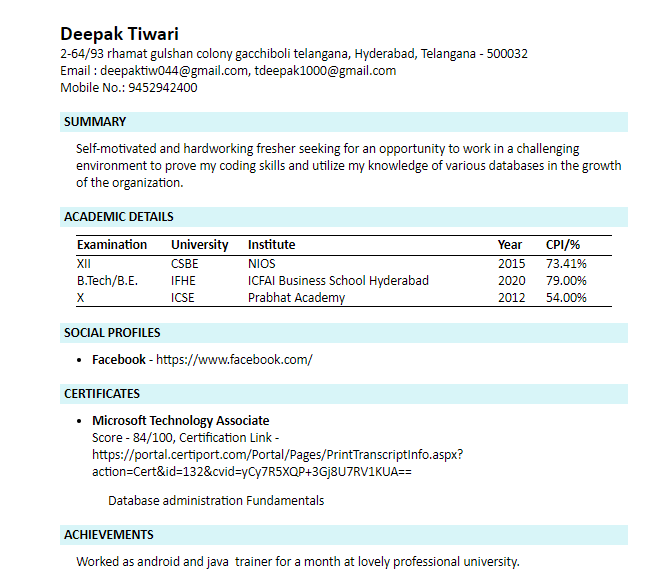 Deepak Tiwari
2-64/93 rhamat gulshan colony gacchiboli telangana, Hyderabad, Telangana - 500032
Email : deepaktiw044@gmail.com, tdeepak1000@gmail.com
Mobile No.: 9452942400
SUMMARY
Self-motivated and hardworking fresher seeking for an opportunity to work in a challenging
environment to prove my coding skills and utilize my knowledge of various databases in the growth
of the organization.
ACADEMIC DETAILS
Examination University Institute Year CPI/%
XII CSBE NIOS 2015 73.41%
B.Tech/B.E. IFHE ICFAI Business School Hyderabad 2020 79.00%
X ICSE Prabhat Academy 2012 54.00%
SOCIAL PROFILES
• Facebook - https://www.facebook.com/
CERTIFICATES
• Microsoft Technology Associate
Score - 84/100, Certification Link -
https://portal.certiport.com/Portal/Pages/PrintTranscriptInfo.aspx?
action=Cert&id=132&cvid=yCy7R5XQP+3Gj8U7RV1KUA==
Database administration Fundamentals
ACHIEVEMENTS
Worked as android and java  trainer for a month at lovely professional university.